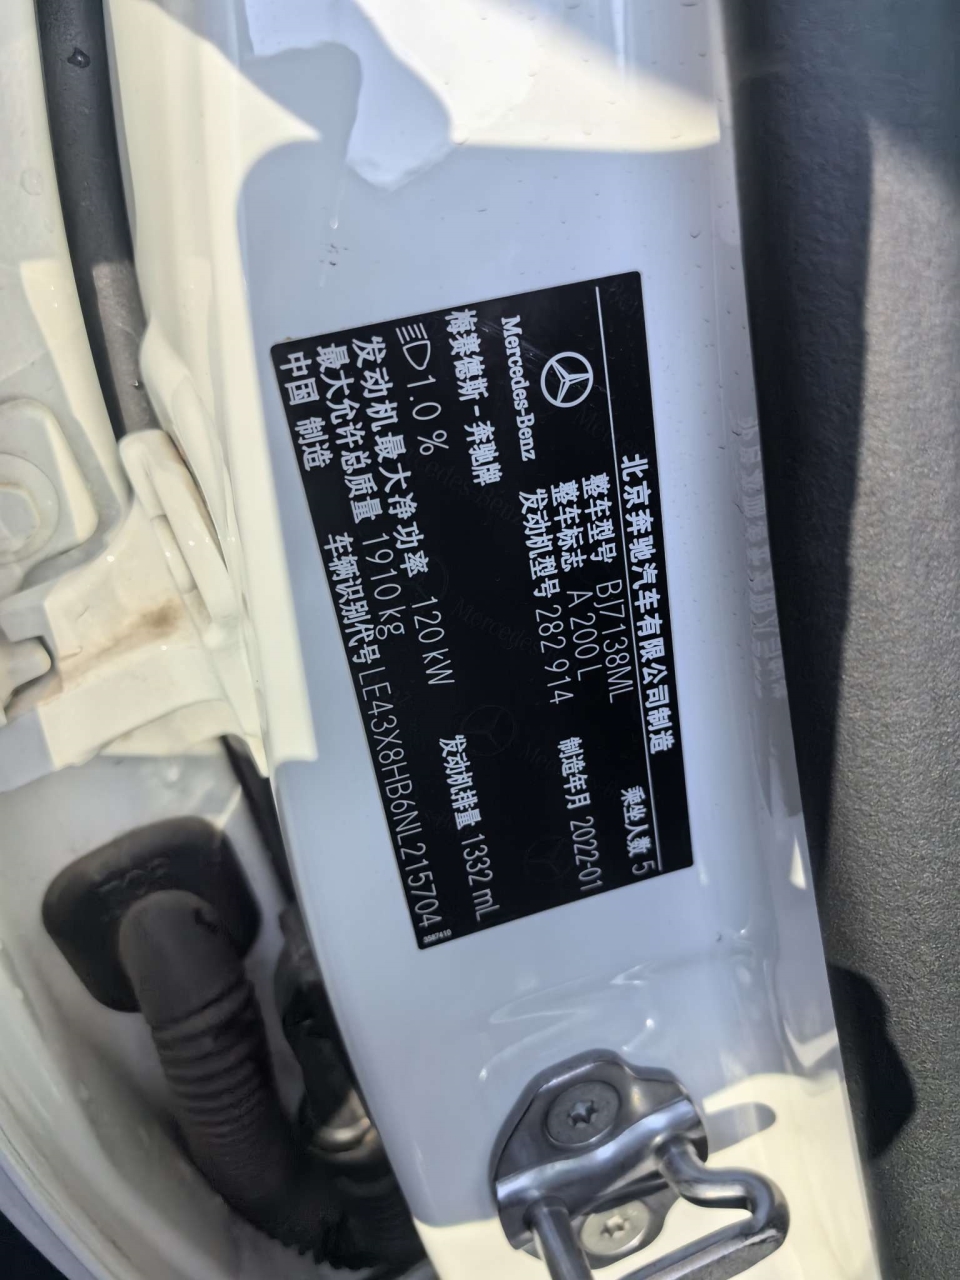 北京奔驰汽车有限公司制造
乘坐人数 5
Mercedes-Benz
整车型号 BJ7138ML
整车标志 A 200 L
制造年月 2022-01
发动机型号 282 914
梅赛德斯-奔驰牌
1.0 %
发动机最大净功率 120 kW
发动机排量 1332 mL
最大允许总质量 1910 kg
中国 制造
车辆识别代号 LE43X8HB6NL215704